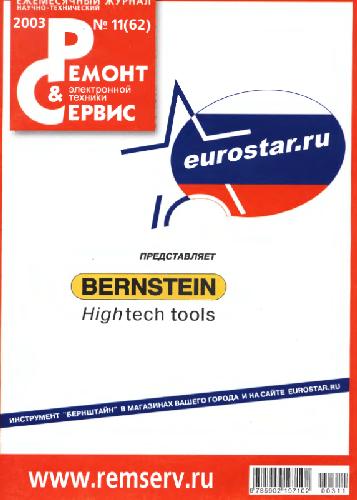 ЕЖЕМЕСЯЧНЫЙ ЖУРНАЛ
НАУЧНО-ТЕХНИЧЕСКИЙ
2003 № 11(62)
РЕМОНТ
& электронной
техники
СЕРВИС
eurostar.ru
ПРЕДСТАВЛЯЕТ
BERNSTEIN
Hightech tools
ИНСТРУМЕНТ "БЕРНШТАЙН" В МАГАЗИНАХ ВАШЕГО ГОРОДА И НА САЙТЕ EUROSTAR.RU
www.remserv.ru
00311